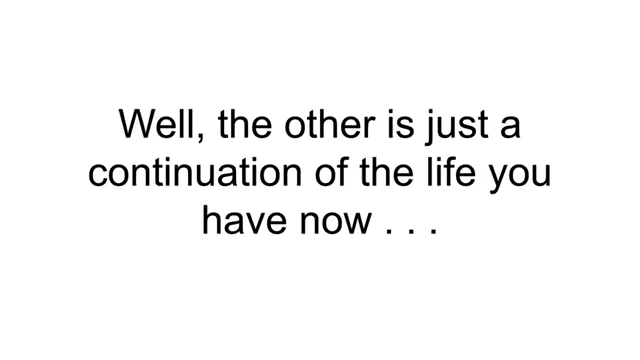 Well, the other is just a
continuation of the life you
have now . . .